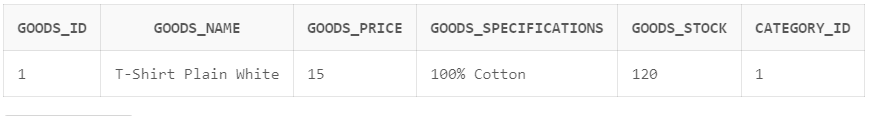 GOODS_ID GOODS_NAME GOODS_PRICE GOODS_SPECIFICATIONS GOODS_STOCK CATEGORY_ID
1 T-Shirt Plain White 15 100% Cotton 120 1